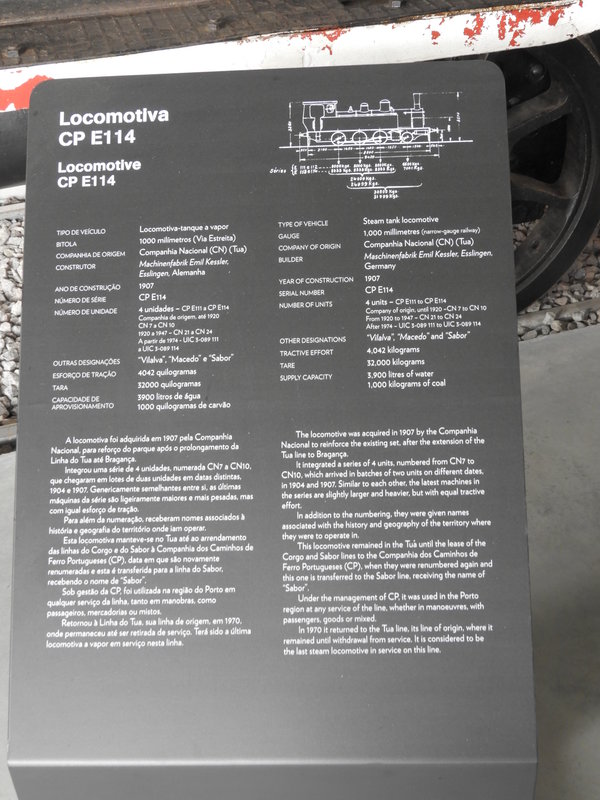 Locomotiva
CP E114
Locomotive
CP E114
Séries
TIPO DE VEÍCULO Locomotiva-tanque a vapor
BITOLA 1000 milímetros (Via Estreita)
COMPANHIA DE ORIGEM Companhia Nacional (CN) (Tua)
CONSTRUTOR Maschinenfabrik Emil Kessler,
Esslingen, Alemanha
ANO DE CONSTRUÇÃO 1907
NÚMERO DE SÉRIE CP E114
NÚMERO DE UNIDADE 4 unidades – CP E111 a CP E114
Companhia de origem, até 1920
CN 7 a CN 10
1920 a 1947 – CN 21 a CN 24
A partir de 1974 - UIC 3-089 111
a UIC 3-089 114
OUTRAS DESIGNAÇÕES "Vilalva", "Macedo" e "Sabor"
ESFORÇO DE TRAÇÃO 4042 quilogramas
TARA 32000 quilogramas
CAPACIDADE DE
APROVISIONAMENTO 3900 litros de água
1000 quilogramas de carvão
TYPE OF VEHICLE Steam tank locomotive
GAUGE 1,000 millimetres (narrow-gauge railway)
COMPANY OF ORIGIN Companhia Nacional (CN) (Tua)
BUILDER Maschinenfabrik Emil Kessler, Esslingen,
Germany
YEAR OF CONSTRUCTION 1907
SERIAL NUMBER CP E114
NUMBER OF UNITS 4 units – CP E111 to CP E114
Company of origin, until 1920 –CN 7 to CN 10
From 1920 to 1947 – CN 21 to CN 24
After 1974 – UIC 3-089 111 to UIC 3-089 114
OTHER DESIGNATIONS "Vilalva", "Macedo" and "Sabor"
TRACTIVE EFFORT 4,042 kilograms
TARE 32,000 kilograms
SUPPLY CAPACITY 3,900 litres of water
1,000 kilograms of coal
A locomotiva foi adquirida em 1907 pela Companhia
Nacional, para reforço do parque após o prolongamento da
Linha do Tua até Bragança.
Integrou uma série de 4 unidades, numerada CN7 a CN10,
que chegaram em lotes de duas unidades em datas distintas,
1904 e 1907. Genericamente semelhantes entre si, as últimas
máquinas da série são ligeiramente maiores e mais pesadas, mas
com igual esforço de tração.
Para além da numeração, receberam nomes associados à
história e geografia do território onde iam operar.
Esta locomotiva manteve-se no Tua até ao arrendamento
das linhas do Corgo e do Sabor à Companhia dos Caminhos de
Ferro Portugueses (CP), data em que são novamente
renumeradas e esta é transferida para a linha do Sabor,
recebendo o nome de "Sabor".
Sob gestão da CP, foi utilizada na região do Porto em
qualquer serviço da linha, tanto em manobras, como
passageiros, mercadorias ou mistos.
Retornou à Linha do Tua, sua linha de origem, em 1970,
onde permaneceu até ser retirada de serviço. Terá sido a última
locomotiva a vapor em serviço nesta linha.
The locomotive was acquired in 1907 by the Companhia
Nacional to reinforce the existing set, after the extension of the
Tua line to Bragança.
It integrated a series of 4 units, numbered from CN7 to
CN10, which arrived in batches of two units on different dates,
in 1904 and 1907. Similar to each other, the latest machines in
the series are slightly larger and heavier, but with equal tractive
effort.
In addition to the numbering, they were given names
associated with the history and geography of the territory where
they were to operate in.
This locomotive remained in the Tua until the lease of the
Corgo and Sabor lines to the Companhia dos Caminhos de
Ferro Portugueses (CP), when they were renumbered again and
this one is transferred to the Sabor line, receiving the name of
"Sabor".
Under the management of CP, it was used in the Porto
region at any service of the line, whether in manoeuvres, with
passengers, goods or mixed.
In 1970 it returned to the Tua line, its line of origin, where it
remained until withdrawal from service. It is considered to be
the last steam locomotive in service on this line.